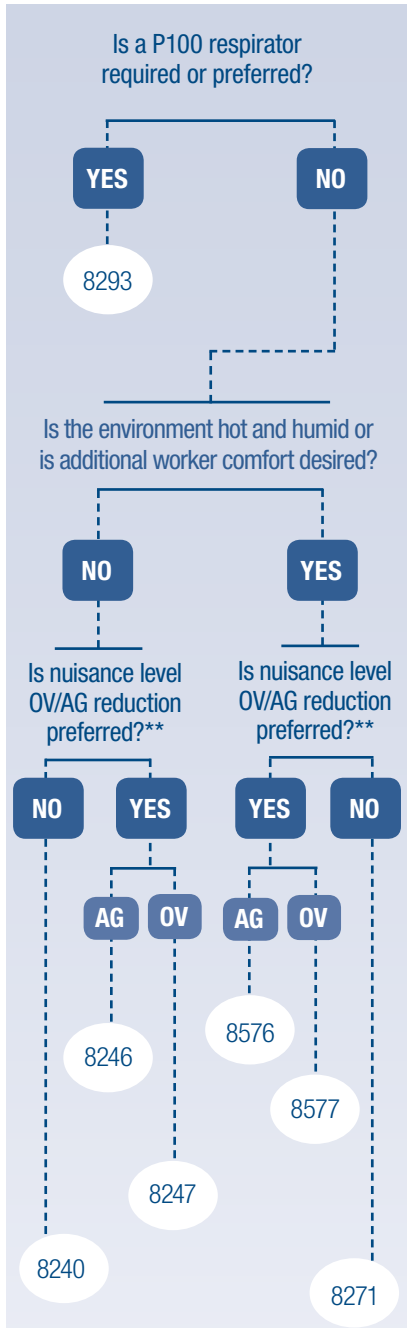 Is a P100 respirator
required or preferred?
YES
NO
8293
Is the environment hot and humid or
is additional worker comfort desired?
NO
YES
Is nuisance level
OV/AG reduction
preferred?**
Is nuisance level
OV/AG reduction
preferred?**
NO
YES
YES
NO
AG
OV
AG
OV
8246
8576
8577
8247
8240
8271